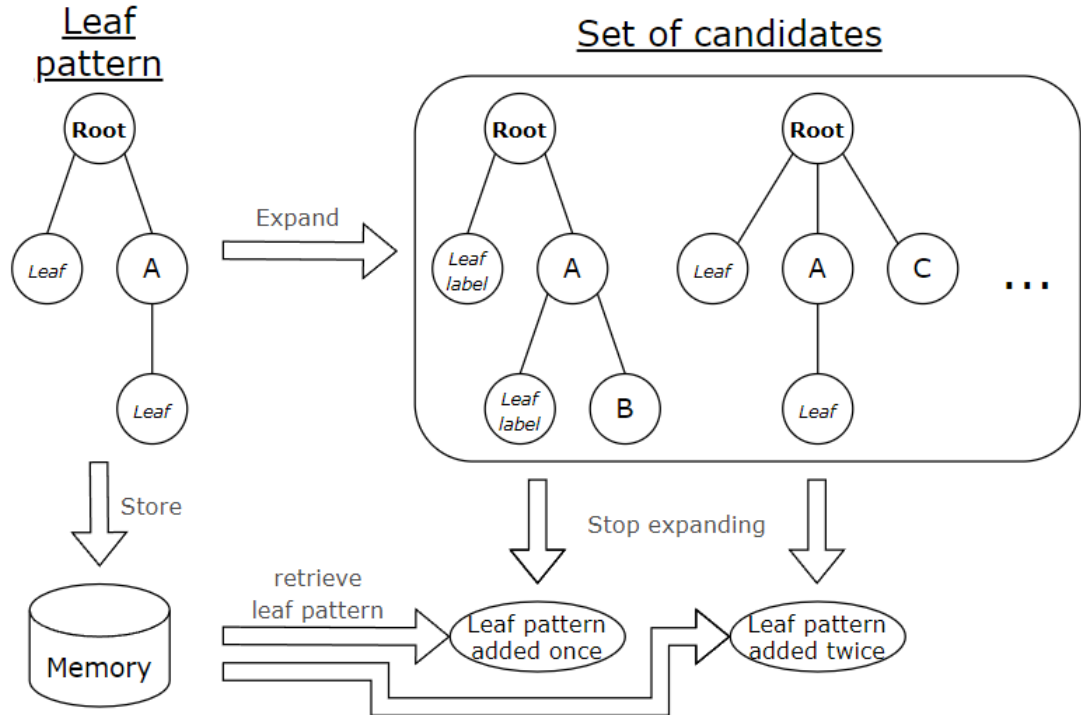 Leaf
pattern
Set of candidates
Root
Root
Root
Expand
Leaf
A
Leaf
label
A
Leaf
A
C
...
Leaf
Leaf
label
B
Leaf
Store
Stop expanding
retrieve
leaf pattern
Memory
Leaf pattern
added once
Leaf pattern
added twice